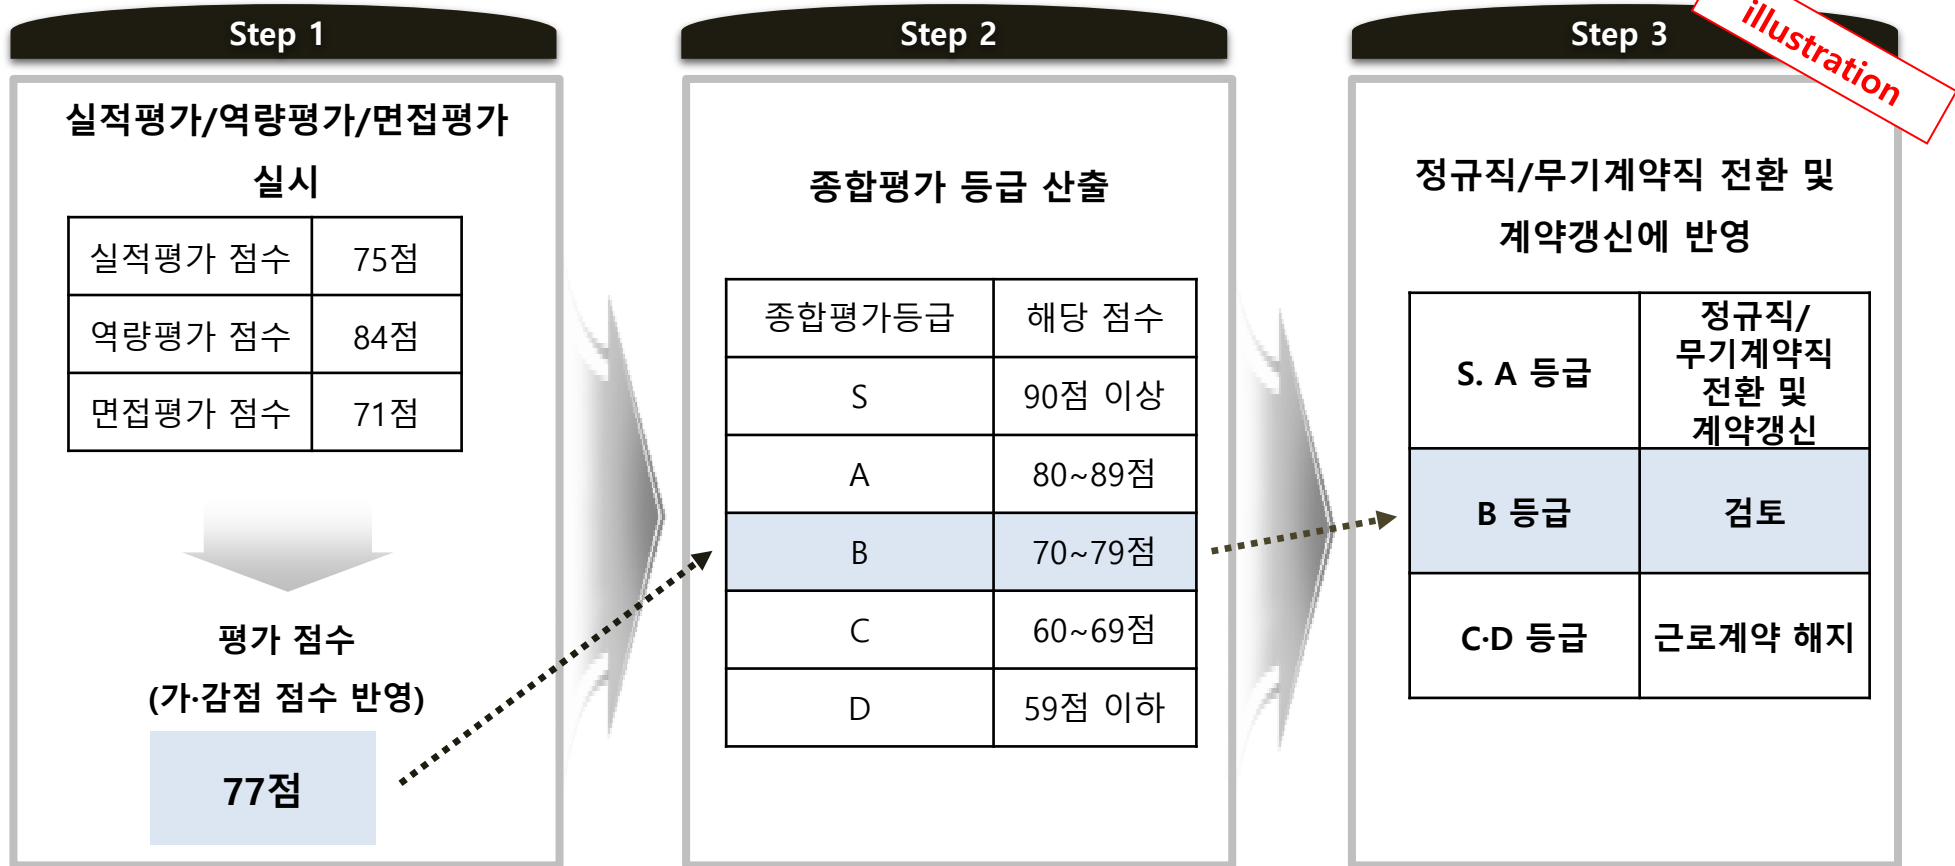 Step 1
실적평가/역량평가/면접평가
실시
실적평가 점수 75점
역량평가 점수 84점
면접평가 점수 71점
평가 점수
(가·감점 점수 반영)
77점
Step 2
종합평가 등급 산출
종합평가등급 해당 점수
S 90점 이상
A 80~89점
B 70~79점
C 60~69점
D 59점 이하
Step 3
illustration
정규직/무기계약직 전환 및
계약갱신에 반영
S. A 등급
정규직/
무기계약직
전환 및
계약갱신
B 등급 검토
C·D 등급 근로계약 해지